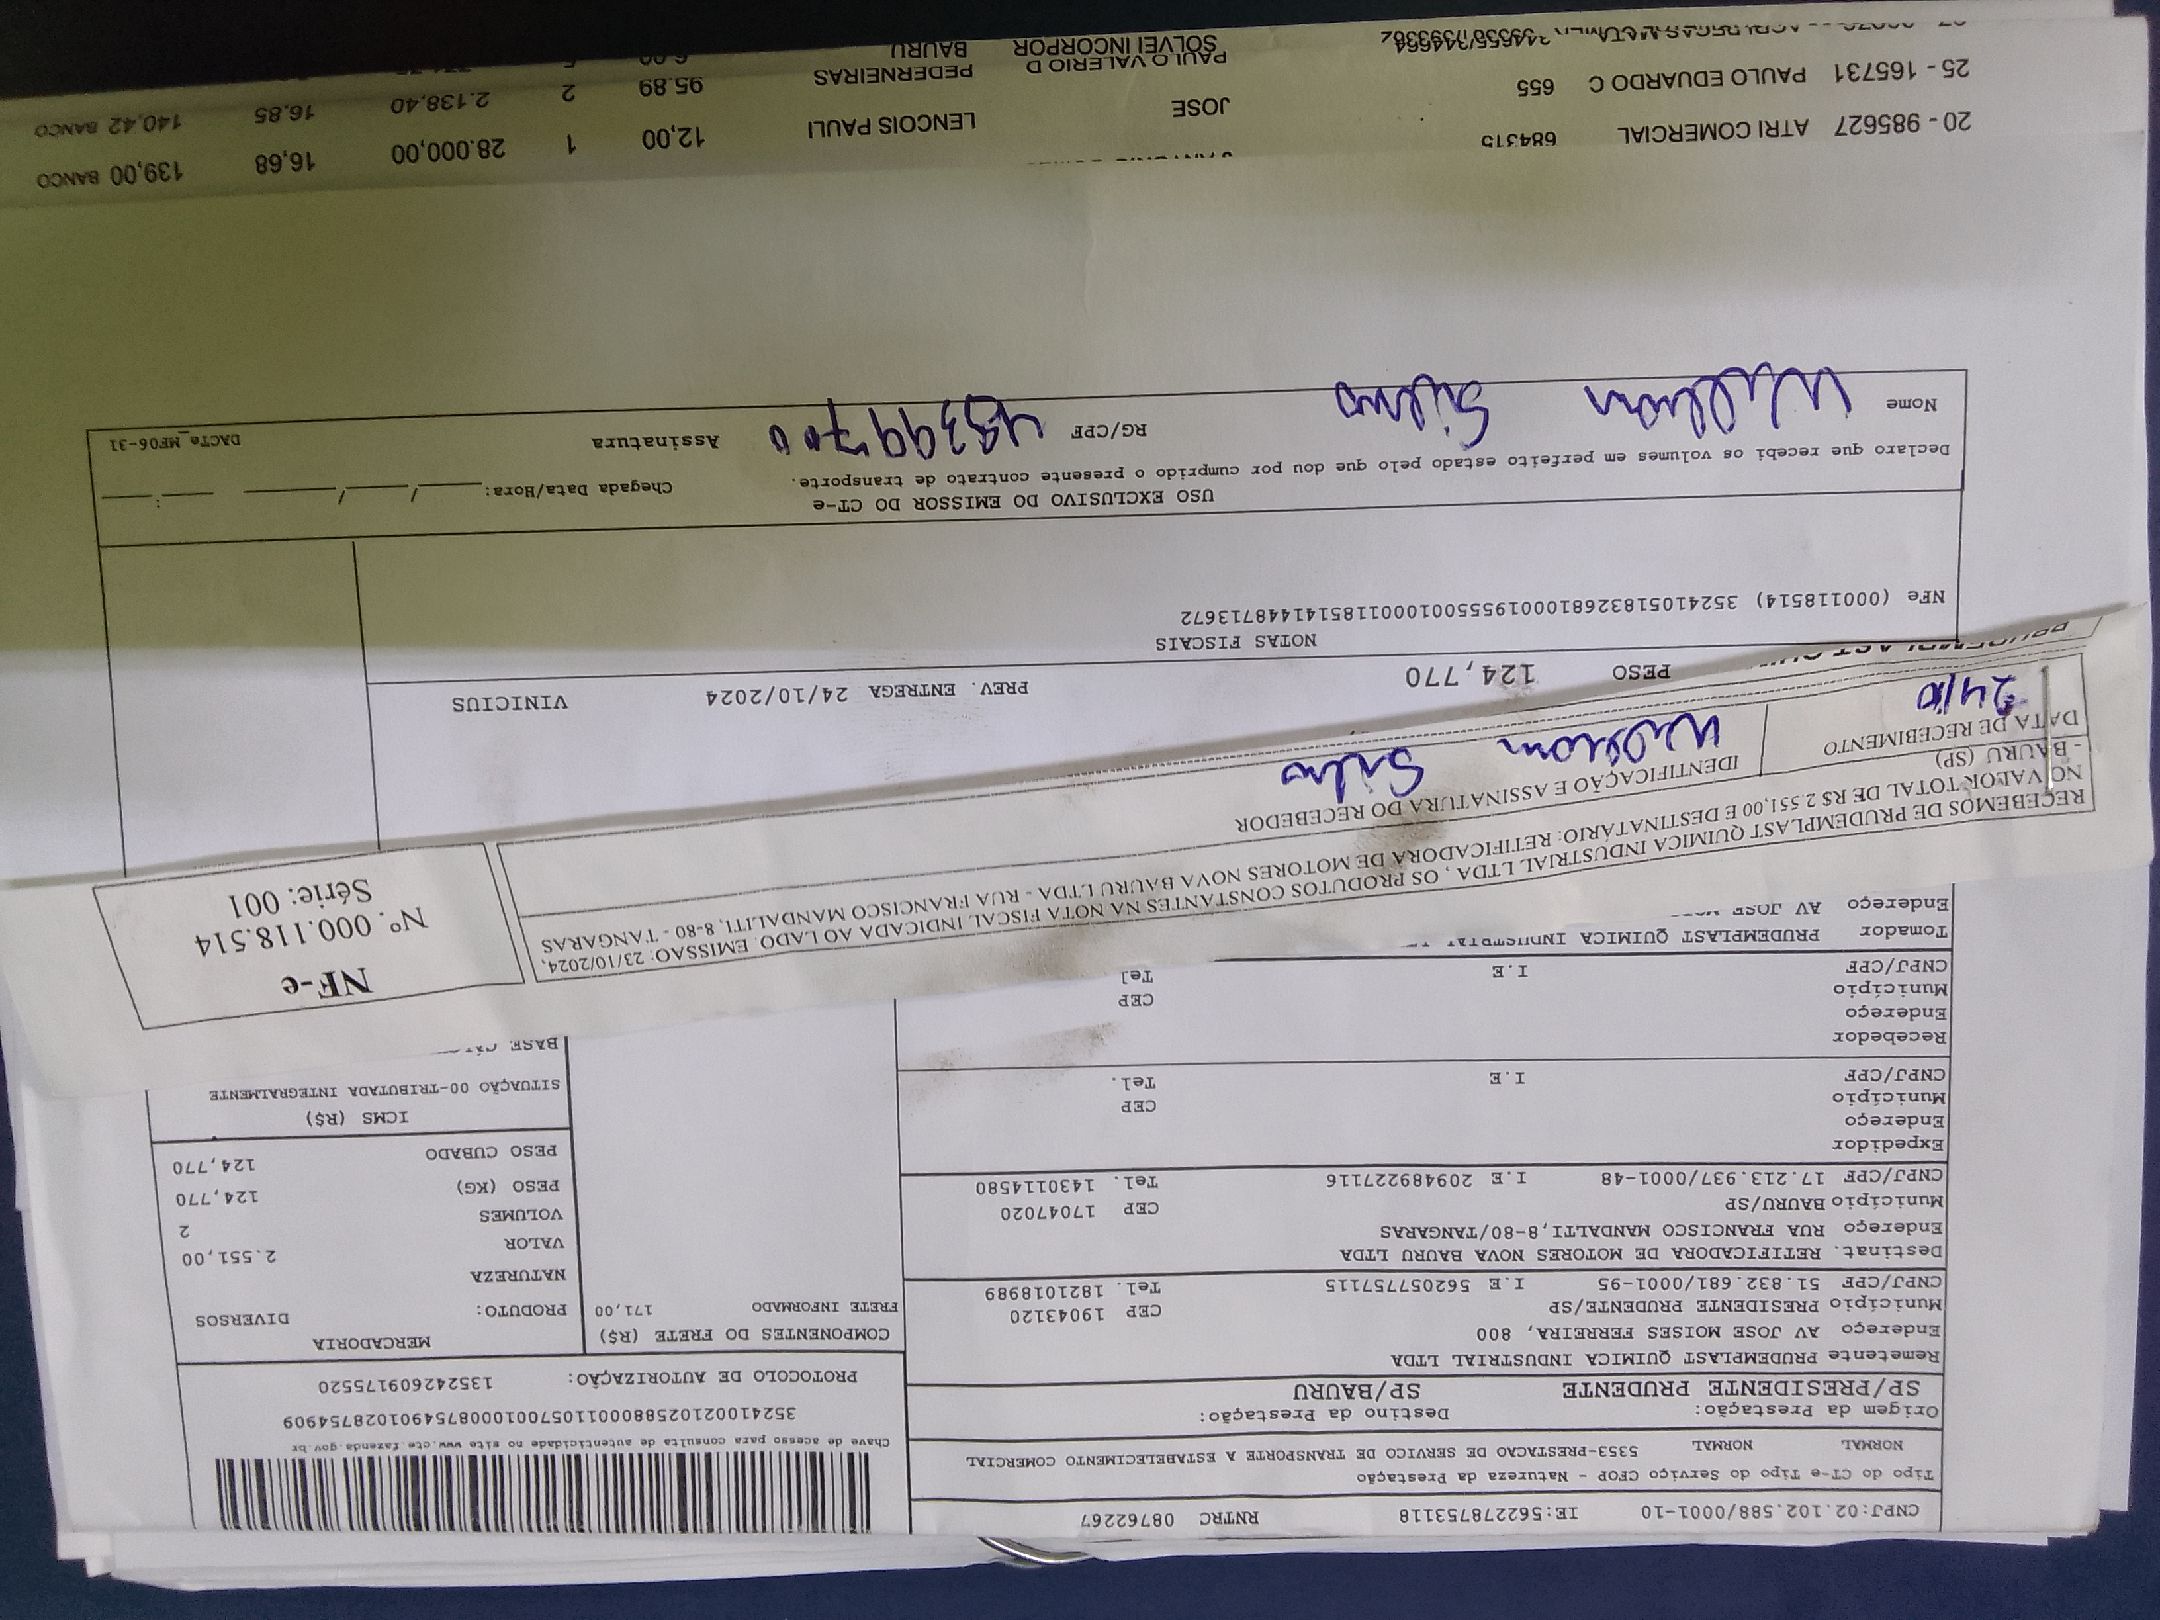 CNPJ:02.102.588/0001-10 IE:562278753118 RNTRC 08762267
Tipo do CT-e Tipo do Serviço CFOP - Natureza da Prestação
NORMAL NORMAL 5353-PRESTACAO DE SERVICO DE TRANSPORTE A ESTABELECIMENTO COMERCIAL
Chave de acesso para consulta de autenticidade no site www.cte.fazenda.gov.br
35241002102588000110570010008754901028754909
Origem da Prestação: Destino da Prestação:
SP/PRESIDENTE PRUDENTE SP/BAURU
PROTOCOLO DE AUTORIZAÇÃO: 135242609175520
Remetente PRUDEMPLAST QUIMICA INDUSTRIAL LTDA
Endereço AV JOSE MOISES FERREIRA, 800
Município PRESIDENTE PRUDENTE/SP CEP 19043120
CNPJ/CPF 51.832.681/0001-95 I.E 562057757115 Tel. 1821018989
COMPONENTES DO FRETE (R$)
FRETE INFORMADO 171,00
MERCADORIA
PRODUTO: DIVERSOS
NATUREZA
VALOR 2.551,00
VOLUMES 2
PESO (KG) 124,770
PESO CUBADO 124,770
Destinat. RETIFICADORA DE MOTORES NOVA BAURU LTDA
Endereço RUA FRANCISCO MANDALTI,8-80/TANGARAS
Município BAURU/SP CEP 17047020
CNPJ/CPF 17.213.937/0001-48 I.E 209489227116 Tel. 1430114580
ICMS (R$)
SITUAÇÃO 00-TRIBUTADA INTEGRALMENTE
BASE
Expedidor
Endereço
Município CEP
CNPJ/CPF I.E Tel.
Recebedor
Endereço
Município CEP
CNPJ/CPF I.E Tel
Tomador PRUDEMPLAST QUIMICA
Endereço AV JOSE
RECEBEMOS DE PRUDEMPLAST QUIMICA INDUSTRIAL LTDA , OS PRODUTOS CONSTANTES NA NOTA FISCAL INDICADA AO LADO. EMISSÃO: 23/10/2024,
NO VALOR TOTAL DE R$ 2.551,00 E DESTINATÁRIO: RETIFICADORA DE MOTORES NOVA BAURU LTDA - RUA FRANCISCO MANDALITI, 8-80 - TANGARAS
- BAURU (SP)
DATA DE RECEBIMENTO IDENTIFICAÇÃO E ASSINATURA DO RECEBEDOR
24/10 Willian Silva
NF-e
Nº. 000.118.514
Série: 001
PESO 124,770 PREV. ENTREGA 24/10/2024 VINICIUS
NOTAS FISCAIS
NFe (000118514) 35241051832681000195550010001185141448713672
USO EXCLUSIVO DO EMISSOR DO CT-e
Declaro que recebi os volumes em perfeito estado pelo que dou por cumprido o presente contrato de transporte. Chegada Data/Hora: ____/____/______ ___:___
Nome Willian Silva RG/CPF 45399700 Assinatura DACTe_MF06-31
20 - 985627 ATRI COMERCIAL 684315 LENCOIS PAULI 12,00 1 28.000,00 16,68 139,00 BANCO
JOSE
25 - 165731 PAULO EDUARDO C 655 PAULO VALERIO D PEDERNEIRAS 95.89 2 2.138,40 16.85 140.42 BANCO
SOLVEI INCORPOR BAURU